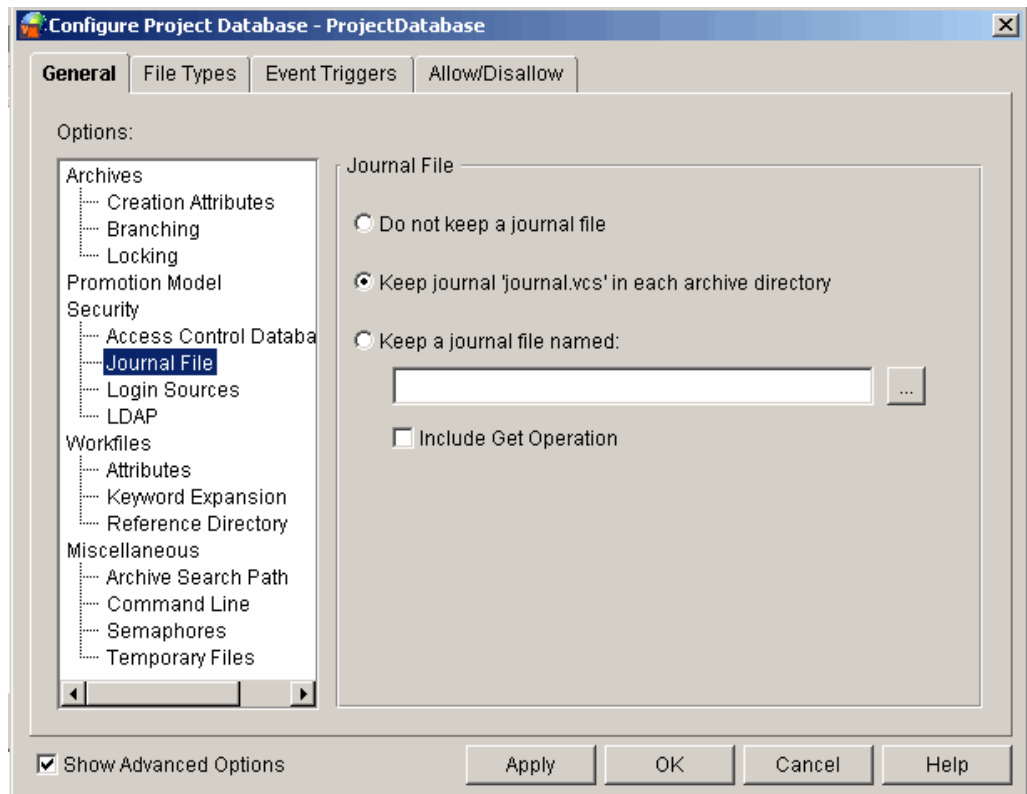 Configure Project Database - ProjectDatabase
General File Types Event Triggers Allow/Disallow
Options:
Archives
Creation Attributes
Branching
Locking
Promotion Model
Security
Access Control Databa
Journal File
Login Sources
LDAP
Workfiles
Attributes
Keyword Expansion
Reference Directory
Miscellaneous
Archive Search Path
Command Line
Semaphores
Temporary Files
Journal File
Do not keep a journal file
Keep journal 'journal.vcs' in each archive directory
Keep a journal file named:
...
Include Get Operation
Show Advanced Options
Apply OK Cancel Help